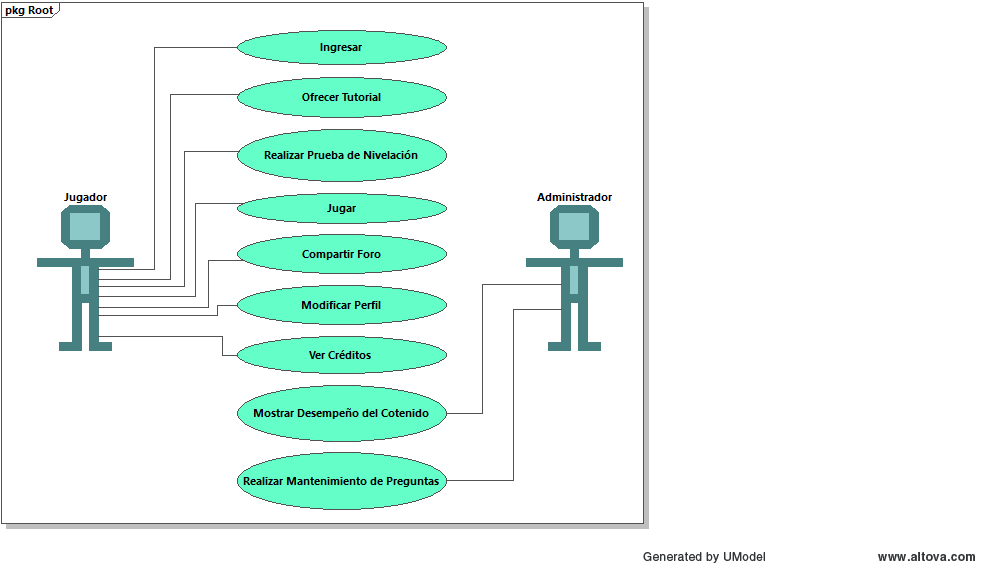 pkg Root
Ingresar
Ofrecer Tutorial
Realizar Prueba de Nivelación
Jugador
Administrador
Jugar
Compartir Foro
Modificar Perfil
Ver Créditos
Mostrar Desempeño del Cotenido
Realizar Mantenimiento de Preguntas
Generated by UModel
www.altova.com